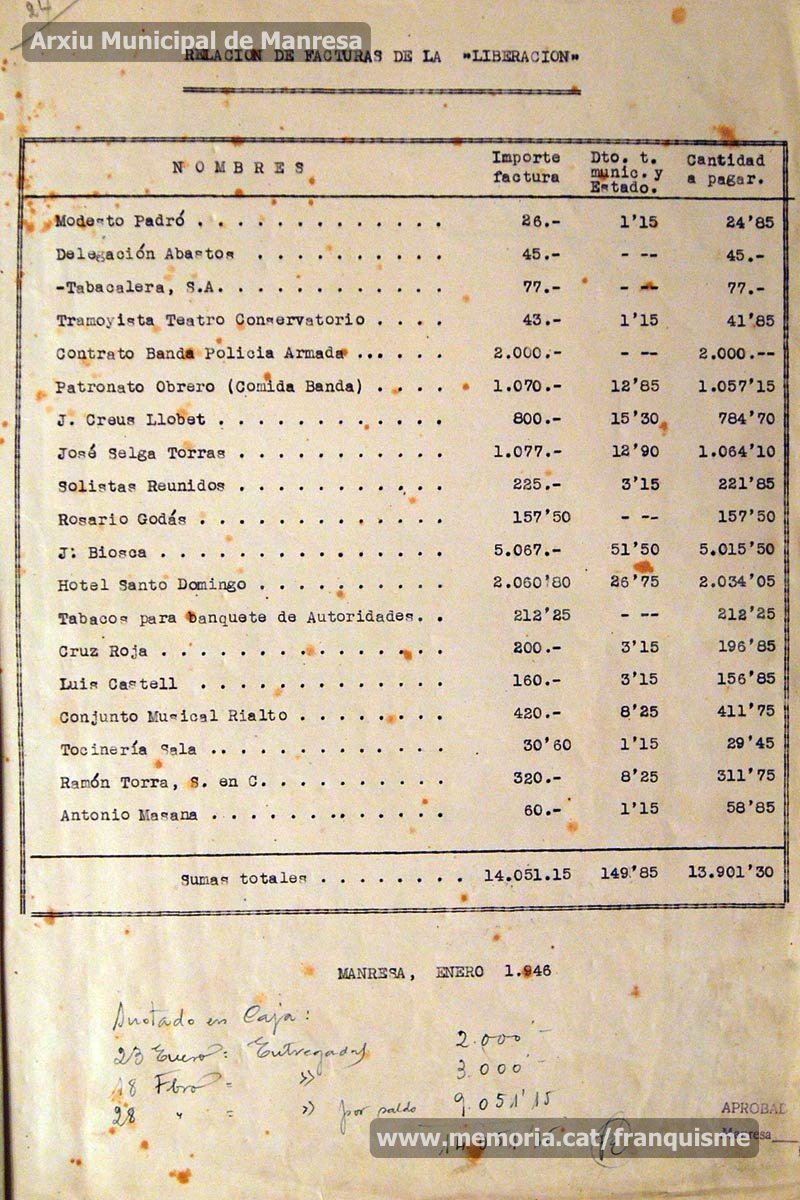 24
Arxiu Municipal de Manresa
RELACION DE FACTURAS DE LA "LIBERACION"
N O M B R E S Importe factura Dto. t. munic. y Estado. Cantidad a pagar.
Modesto Padró . . . . . . . . . . . . . 26.- 1'15 24'85
Delegación Abastos . . . . . . . . . . 45.- - -- 45.-
-Tabacalera, S.A. . . . . . . . . . . . 77.- - -- 77.-
Tramoyista Teatro Conservatorio . . . . 43.- 1'15 41'85
Contrato Banda Policia Armada ... . . . 2.000.- - -- 2.000.--
Patronato Obrero (Comida Banda) . . . . 1.070.- 12'85 1.057'15
J. Creus Llobet . . . . . . . . . . . . 800.- 15'30 784'70
José Selga Torras . . . . . . . . . . . 1.077.- 12'90 1.064'10
Solistas Reunidos . . . . . . . . . . . 225.- 3'15 221'85
Rosario Godás . . . . . . . . . . . . . 157'50 - -- 157'50
J. Biosca . . . . . . . . . . . . . . . 5.067.- 51'50 5.015'50
Hotel Santo Domingo . . . . . . . . . . 2.060'80 26'75 2.034'05
Tabacos para banquete de Autoridades. . 212'25 - -- 212'25
Cruz Roja . . . . . . . . . . . . . . . 200.- 3'15 196'85
Luis Castell . . . . . . . . . . . . . 160.- 3'15 156'85
Conjunto Musical Rialto . . . . . . . . 420.- 8'25 411'75
Tocinería Sala .. . . . . . . . . . . . 30'60 1'15 29'45
Ramón Torra, S. en C. . . . . . . . . . 320.- 8'25 311'75
Antonio Masana . . . . . . .. . . . . . 60.- 1'15 58'85
Sumas totales . . . . . . . . 14.051.15 149'85 13.901'30
MANRESA, ENERO 1.946
Anotado en Caja:
23 Enero = Entregadas 2.000'-
18 Fbro = » 3.000'-
28 " = » por saldo 9.051'15
APROBAD
www.memoria.cat/franquisme
Manresa